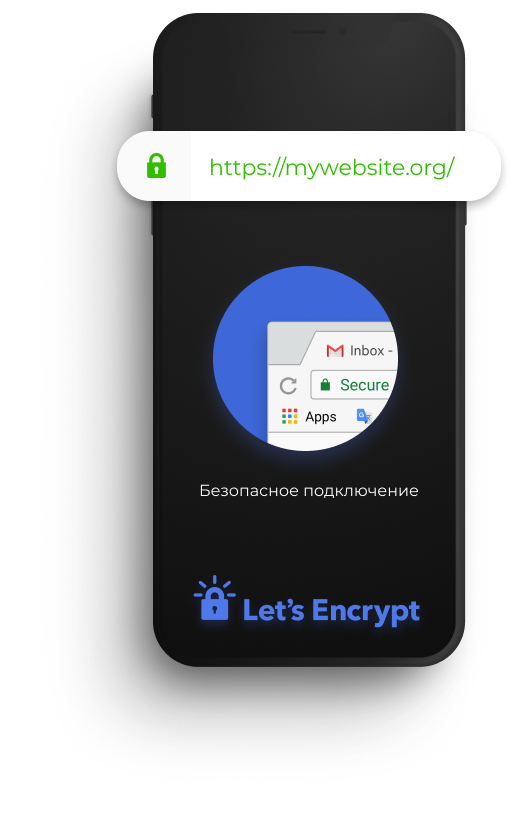 https://mywebsite.org/
Inbox -
Secure
Apps
G
Безопасное подключение
Let's Encrypt